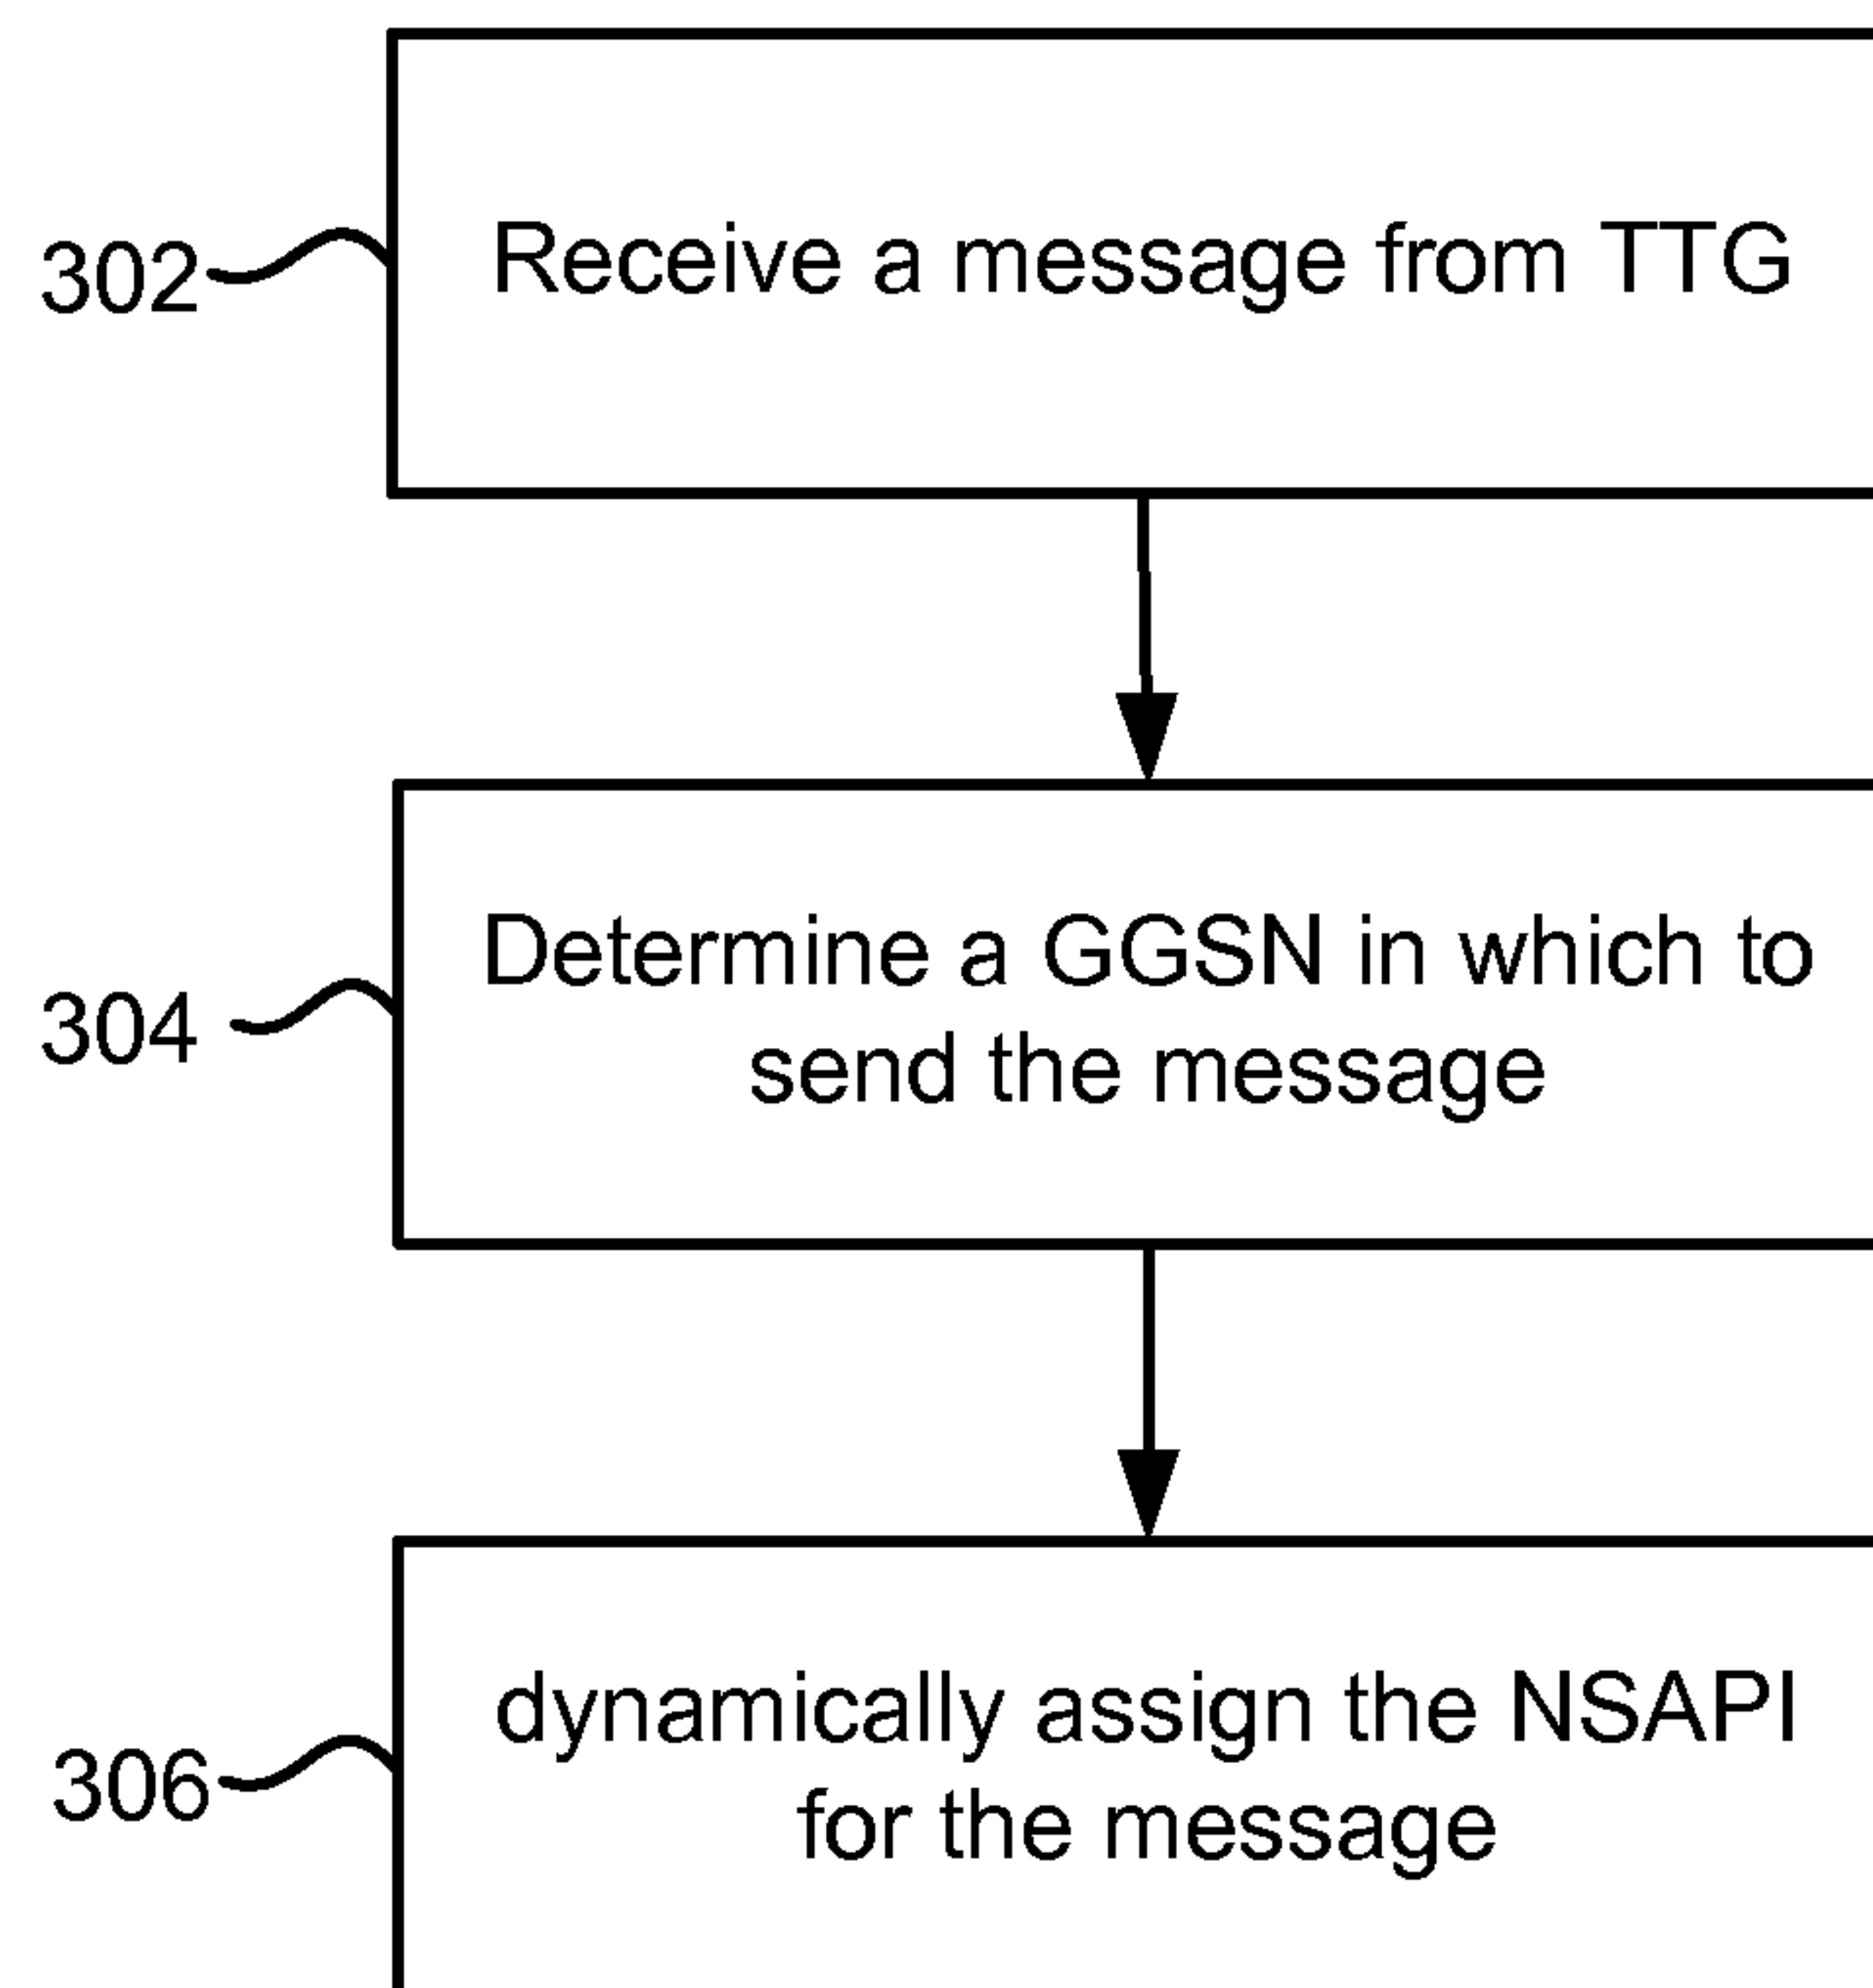 302
Receive a message from TTG
304
Determine a GGSN in which to
send the message
306
dynamically assign the NSAPI
for the message